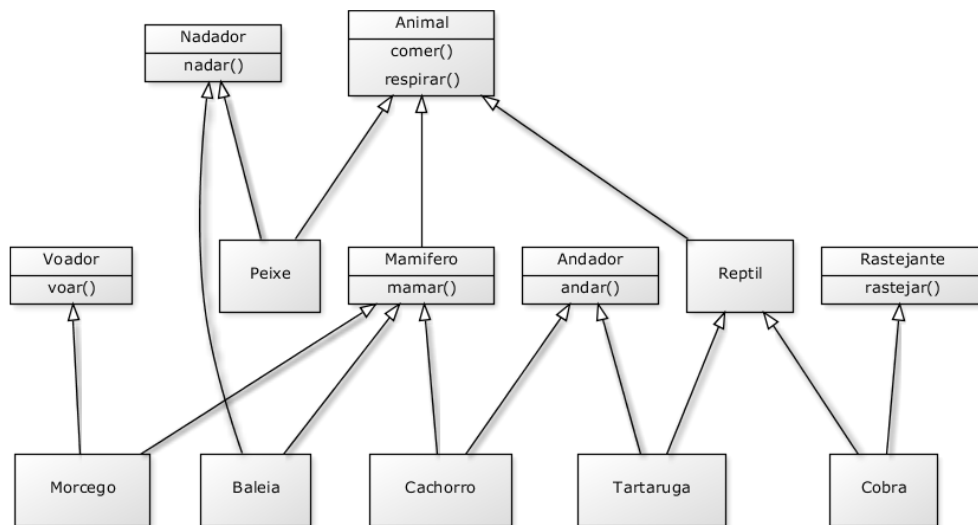 Animal
comer()
respirar()
Nadador
nadar()
Peixe
Voador
voar()
Mamifero
mamar()
Andador
andar()
Reptil
Rastejante
rastejar()
Morcego
Baleia
Cachorro
Tartaruga
Cobra